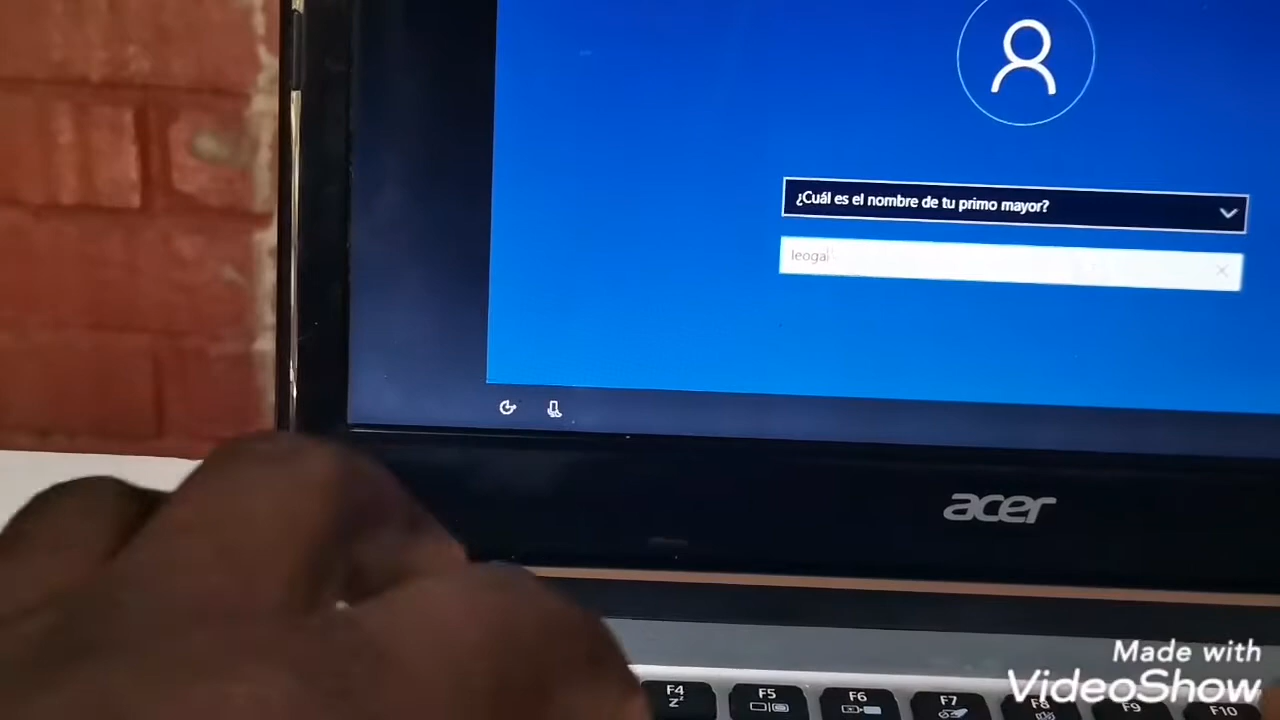 ¿Cuál es el nombre de tu primo mayor?
leogal
acer
F4
F5
F6
F7
F8
F9
F10
Made with
VideoShow